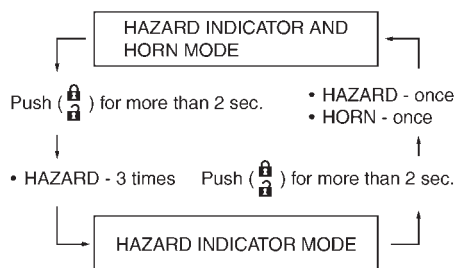 HAZARD INDICATOR AND
HORN MODE
Push ( ) for more than 2 sec.
• HAZARD - once
• HORN - once
• HAZARD - 3 times
Push ( ) for more than 2 sec.
HAZARD INDICATOR MODE